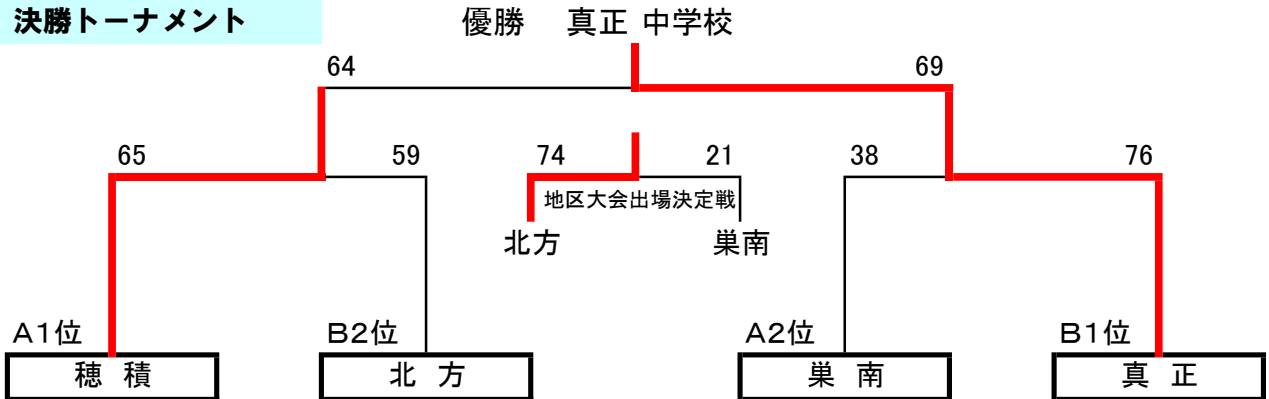 決勝トーナメント
優勝 真正 中学校
64 69
65 59 74 21 38 76
地区大会出場決定戦
北方 巣南
A1位 B2位 A2位 B1位
穂 積 北 方 巣 南 真 正